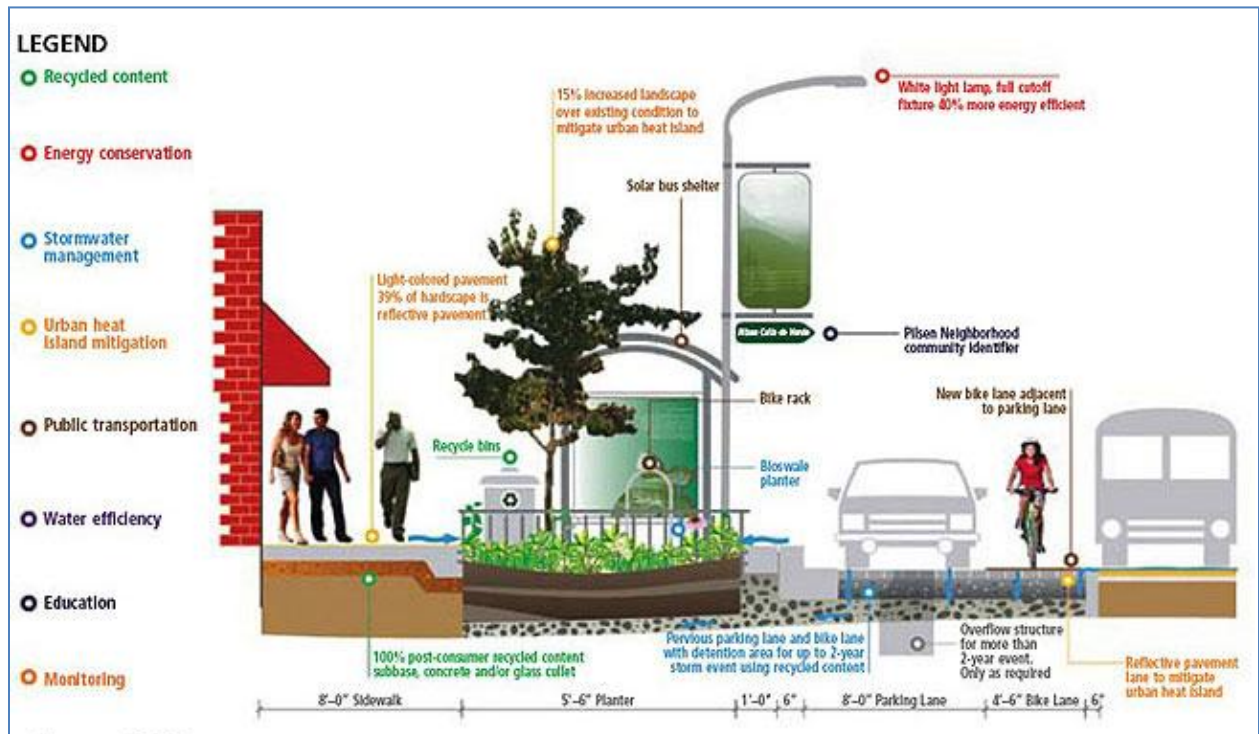 LEGEND
Recycled content
Energy conservation
Stormwater
management
Urban heat
Island mitigation
Public transportation
Water efficiency
Education
Monitoring
15% increased landscape
over existing condition to
mitigate urban heat island
White light lamp, full cutoff
fixture 40% more energy efficient
Solar bus shelter
Light-colored pavement
39% of hardscape is
reflective pavement
Pilsen Neighborhood
community identifier
Bike rack
New bike lane adjacent
to parking lane
Recycle bins
Bioswale
planter
100% post-consumer recycled content
subbase, concrete and/or glass cullet
Pervious parking lane and bike lane
with detention area for up to 2-year
storm event using recycled content
Overflow structure
for more than
2-year event.
Only as required
Reflective pavement
lane to mitigate
urban heat island
8'-0" Sidewalk
5'-6" Planter
1'-0"
6"
8'-0" Parking Lane
4'-6" Bike Lane
6"